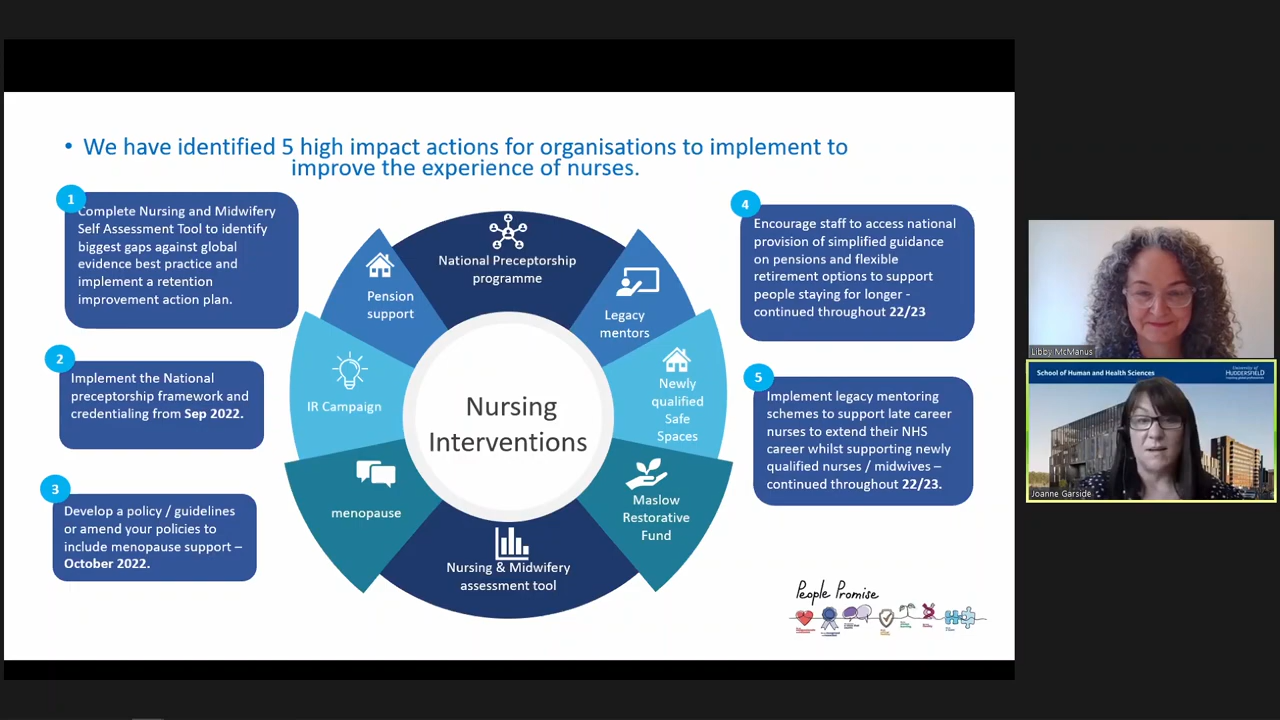 • We have identified 5 high impact actions for organisations to implement to
improve the experience of nurses.
1
Complete Nursing and Midwifery
Self Assessment Tool to identify
biggest gaps against global
evidence best practice and
implement a retention
improvement action plan.
2
Implement the National
preceptorship framework and
credentialing from Sep 2022.
3
Develop a policy / guidelines
or amend your policies to
include menopause support –
October 2022.
National Preceptorship
programme
Pension
support
Legacy
mentors
IR Campaign
Newly
qualified
Safe
Spaces
Nursing
Interventions
menopause
Maslow
Restorative
Fund
Nursing & Midwifery
assessment tool
4
Encourage staff to access national
provision of simplified guidance
on pensions and flexible
retirement options to support
people staying for longer -
continued throughout 22/23
5
Implement legacy mentoring
schemes to support late career
nurses to extend their NHS
career whilst supporting newly
qualified nurses / midwives –
continued throughout 22/23.
People Promise
Libby McManus
School of Human and Health Sciences
University of
HUDDERSFIELD
Inspiring global professionals
Joanne Garside